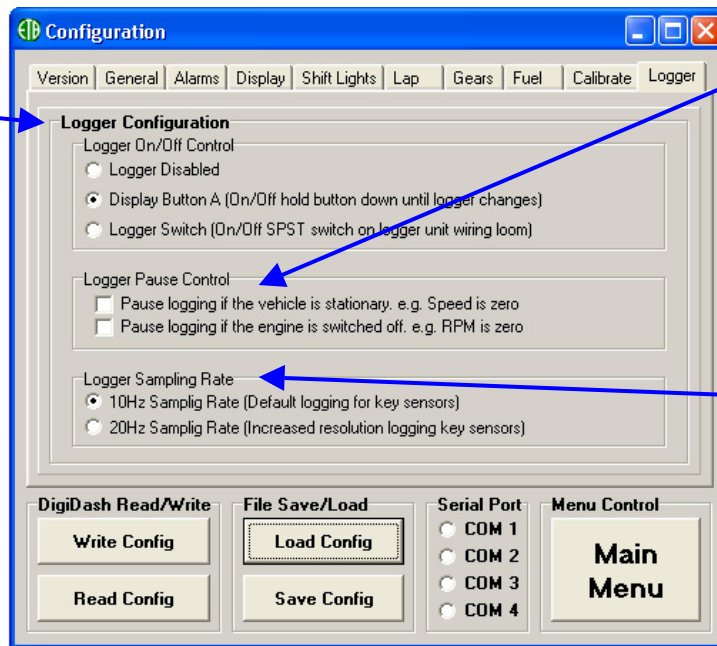 ETB Configuration
Version General Alarms Display Shift Lights Lap Gears Fuel Calibrate Logger
Logger Configuration
Logger On/Off Control
Logger Disabled
Display Button A (On/Off hold button down until logger changes)
Logger Switch (On/Off SPST switch on logger unit wiring loom)
Logger Pause Control
Pause logging if the vehicle is stationary. e.g. Speed is zero
Pause logging if the engine is switched off. e.g. RPM is zero
Logger Sampling Rate
10Hz Samplig Rate (Default logging for key sensors)
20Hz Samplig Rate (Increased resolution logging key sensors)
DigiDash Read/Write File Save/Load Serial Port Menu Control
Write Config
Read Config
Load Config
Save Config
COM 1
COM 2
COM 3
COM 4
Main
Menu